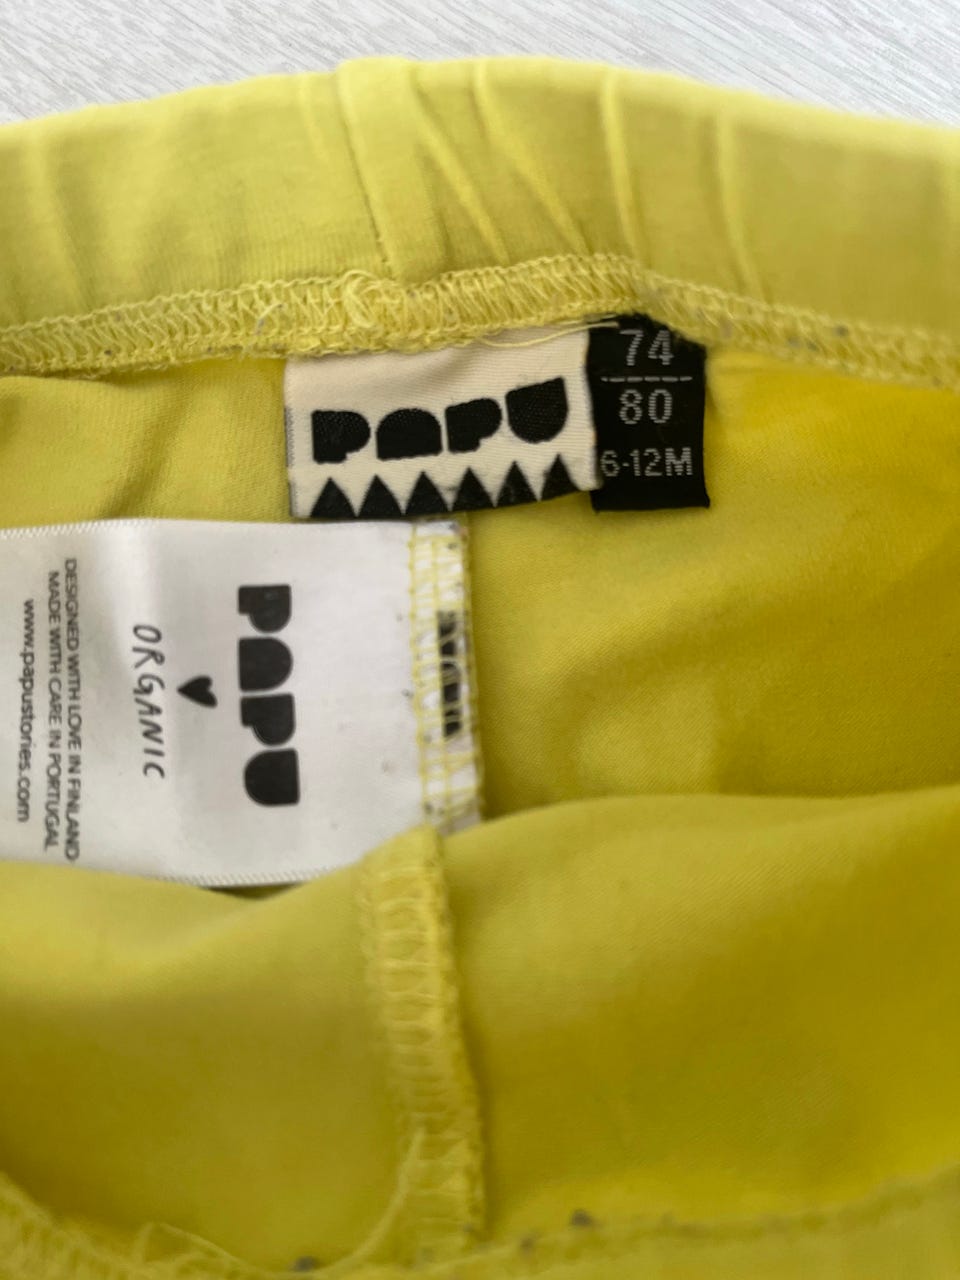 PAPU
74
80
6-12M
PAPU
ORGANIC
DESIGNED WITH LOVE IN FINLAND
MADE WITH CARE IN PORTUGAL
www.papustories.com